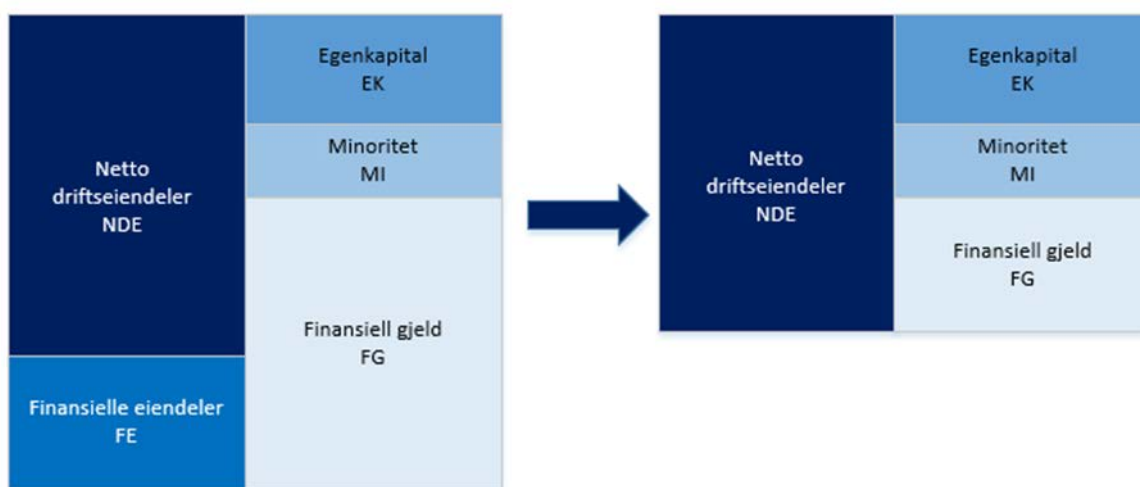 Netto
driftseiendeler
NDE
Finansielle eiendeler
FE
Egenkapital
EK
Minoritet
MI
Finansiell gjeld
FG
Netto
driftseiendeler
NDE
Egenkapital
EK
Minoritet
MI
Finansiell gjeld
FG